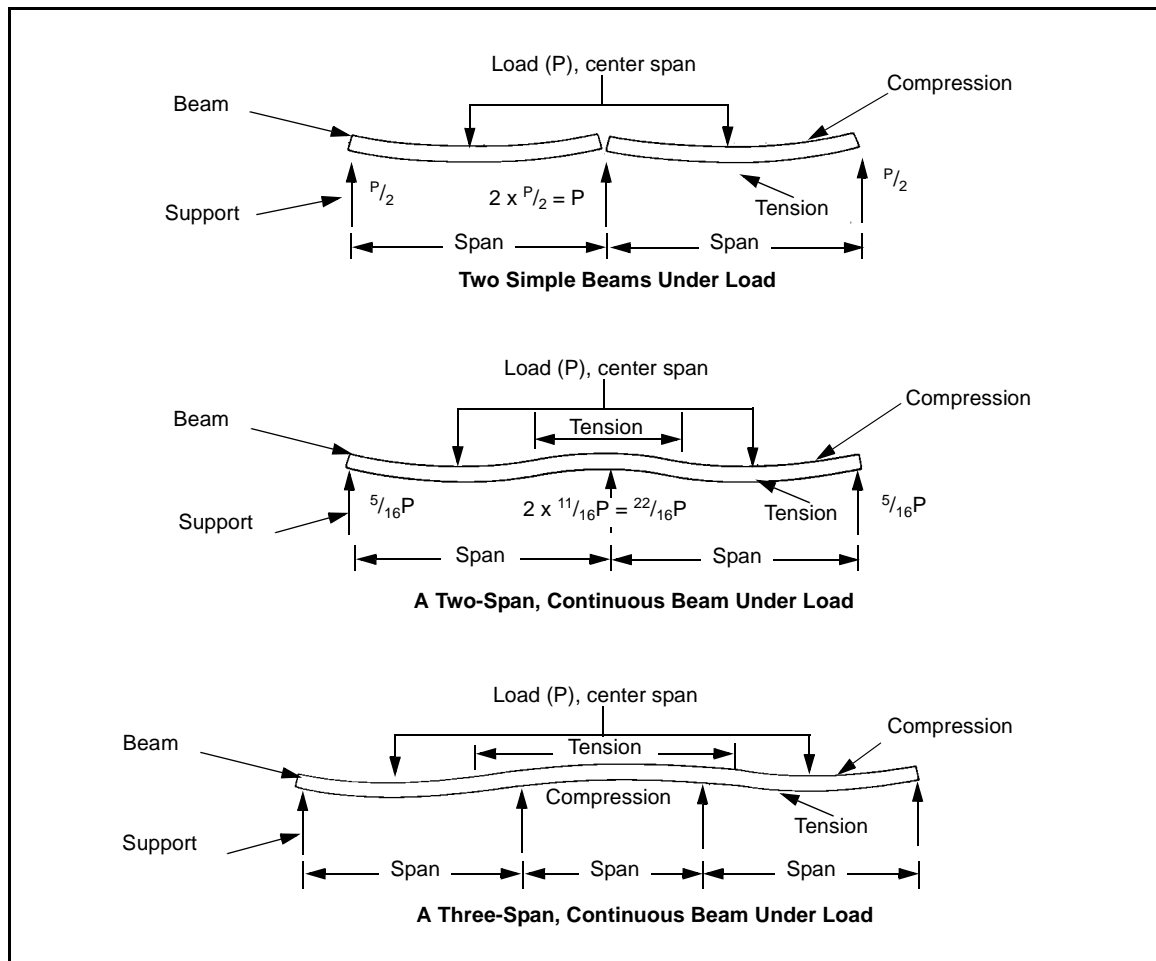 Load (P), center span
Compression
Beam
P/2
2 x P/2 = P
P/2
Tension
Support
Span
Span
Two Simple Beams Under Load
Load (P), center span
Compression
Beam
Tension
5/16P
2 x 11/16P = 22/16P
Tension
5/16P
Support
Span
Span
A Two-Span, Continuous Beam Under Load
Load (P), center span
Compression
Beam
Tension
Compression
Tension
Support
Span
Span
Span
A Three-Span, Continuous Beam Under Load